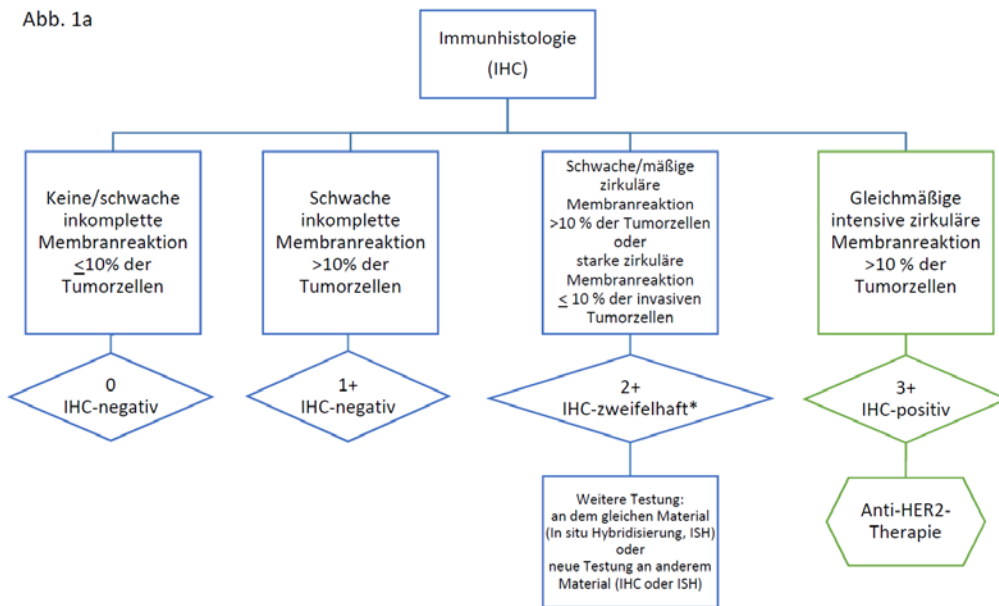 Abb. 1a
Immunhistologie
(IHC)
Keine/schwache
inkomplette
Membranreaktion
≤10% der
Tumorzellen
Schwache
inkomplette
Membranreaktion
>10% der
Tumorzellen
Schwache/mäßige
zirkuläre
Membranreaktion
>10 % der Tumorzellen
oder
starke zirkuläre
Membranreaktion
≤ 10 % der invasiven
Tumorzellen
Gleichmäßige
intensive zirkuläre
Membranreaktion
>10 % der
Tumorzellen
0
IHC-negativ
1+
IHC-negativ
2+
IHC-zweifelhaft*
3+
IHC-positiv
Weitere Testung:
an dem gleichen Material
(In situ Hybridisierung, ISH)
oder
neue Testung an anderem
Material (IHC oder ISH)
Anti-HER2-
Therapie